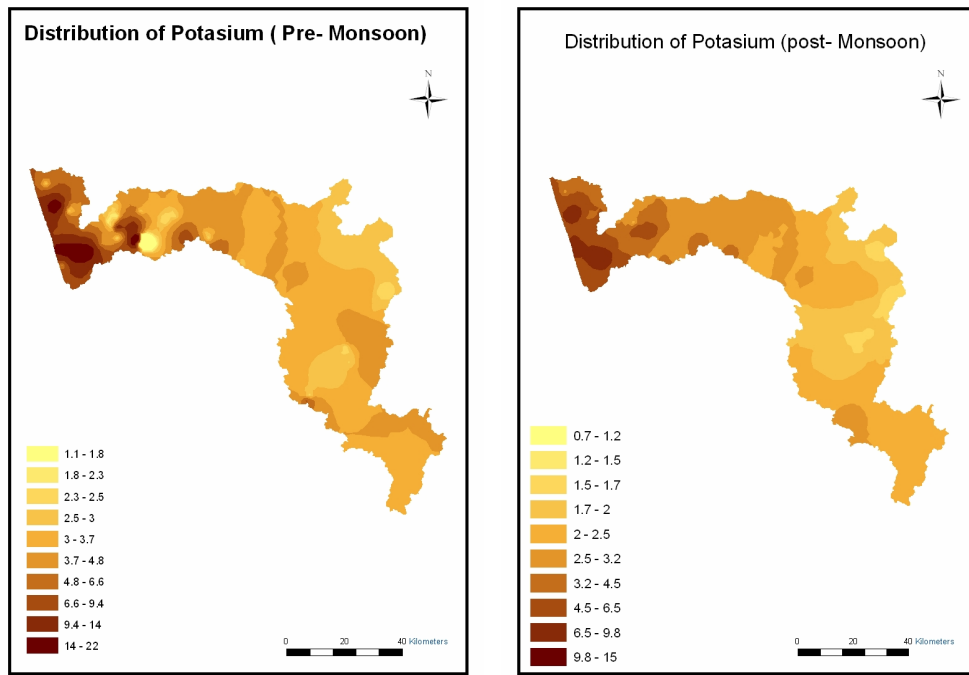 Distribution of Potasium ( Pre- Monsoon)
N
1.1 - 1.8
1.8 - 2.3
2.3 - 2.5
2.5 - 3
3 - 3.7
3.7 - 4.8
4.8 - 6.6
6.6 - 9.4
9.4 - 14
14 - 22
0 20 40 Kilometers
Distribution of Potasium (post- Monsoon)
N
0.7 - 1.2
1.2 - 1.5
1.5 - 1.7
1.7 - 2
2 - 2.5
2.5 - 3.2
3.2 - 4.5
4.5 - 6.5
6.5 - 9.8
9.8 - 15
0 20 40 Kilometers